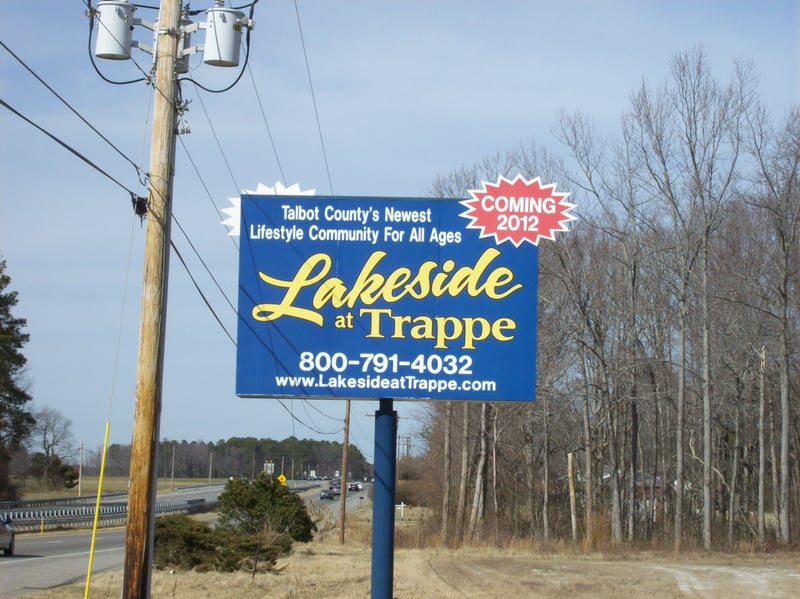 Talbot County's Newest
Lifestyle Community For All Ages
COMING
2012
Lakeside
at Trappe
800-791-4032
www.LakesideatTrappe.com